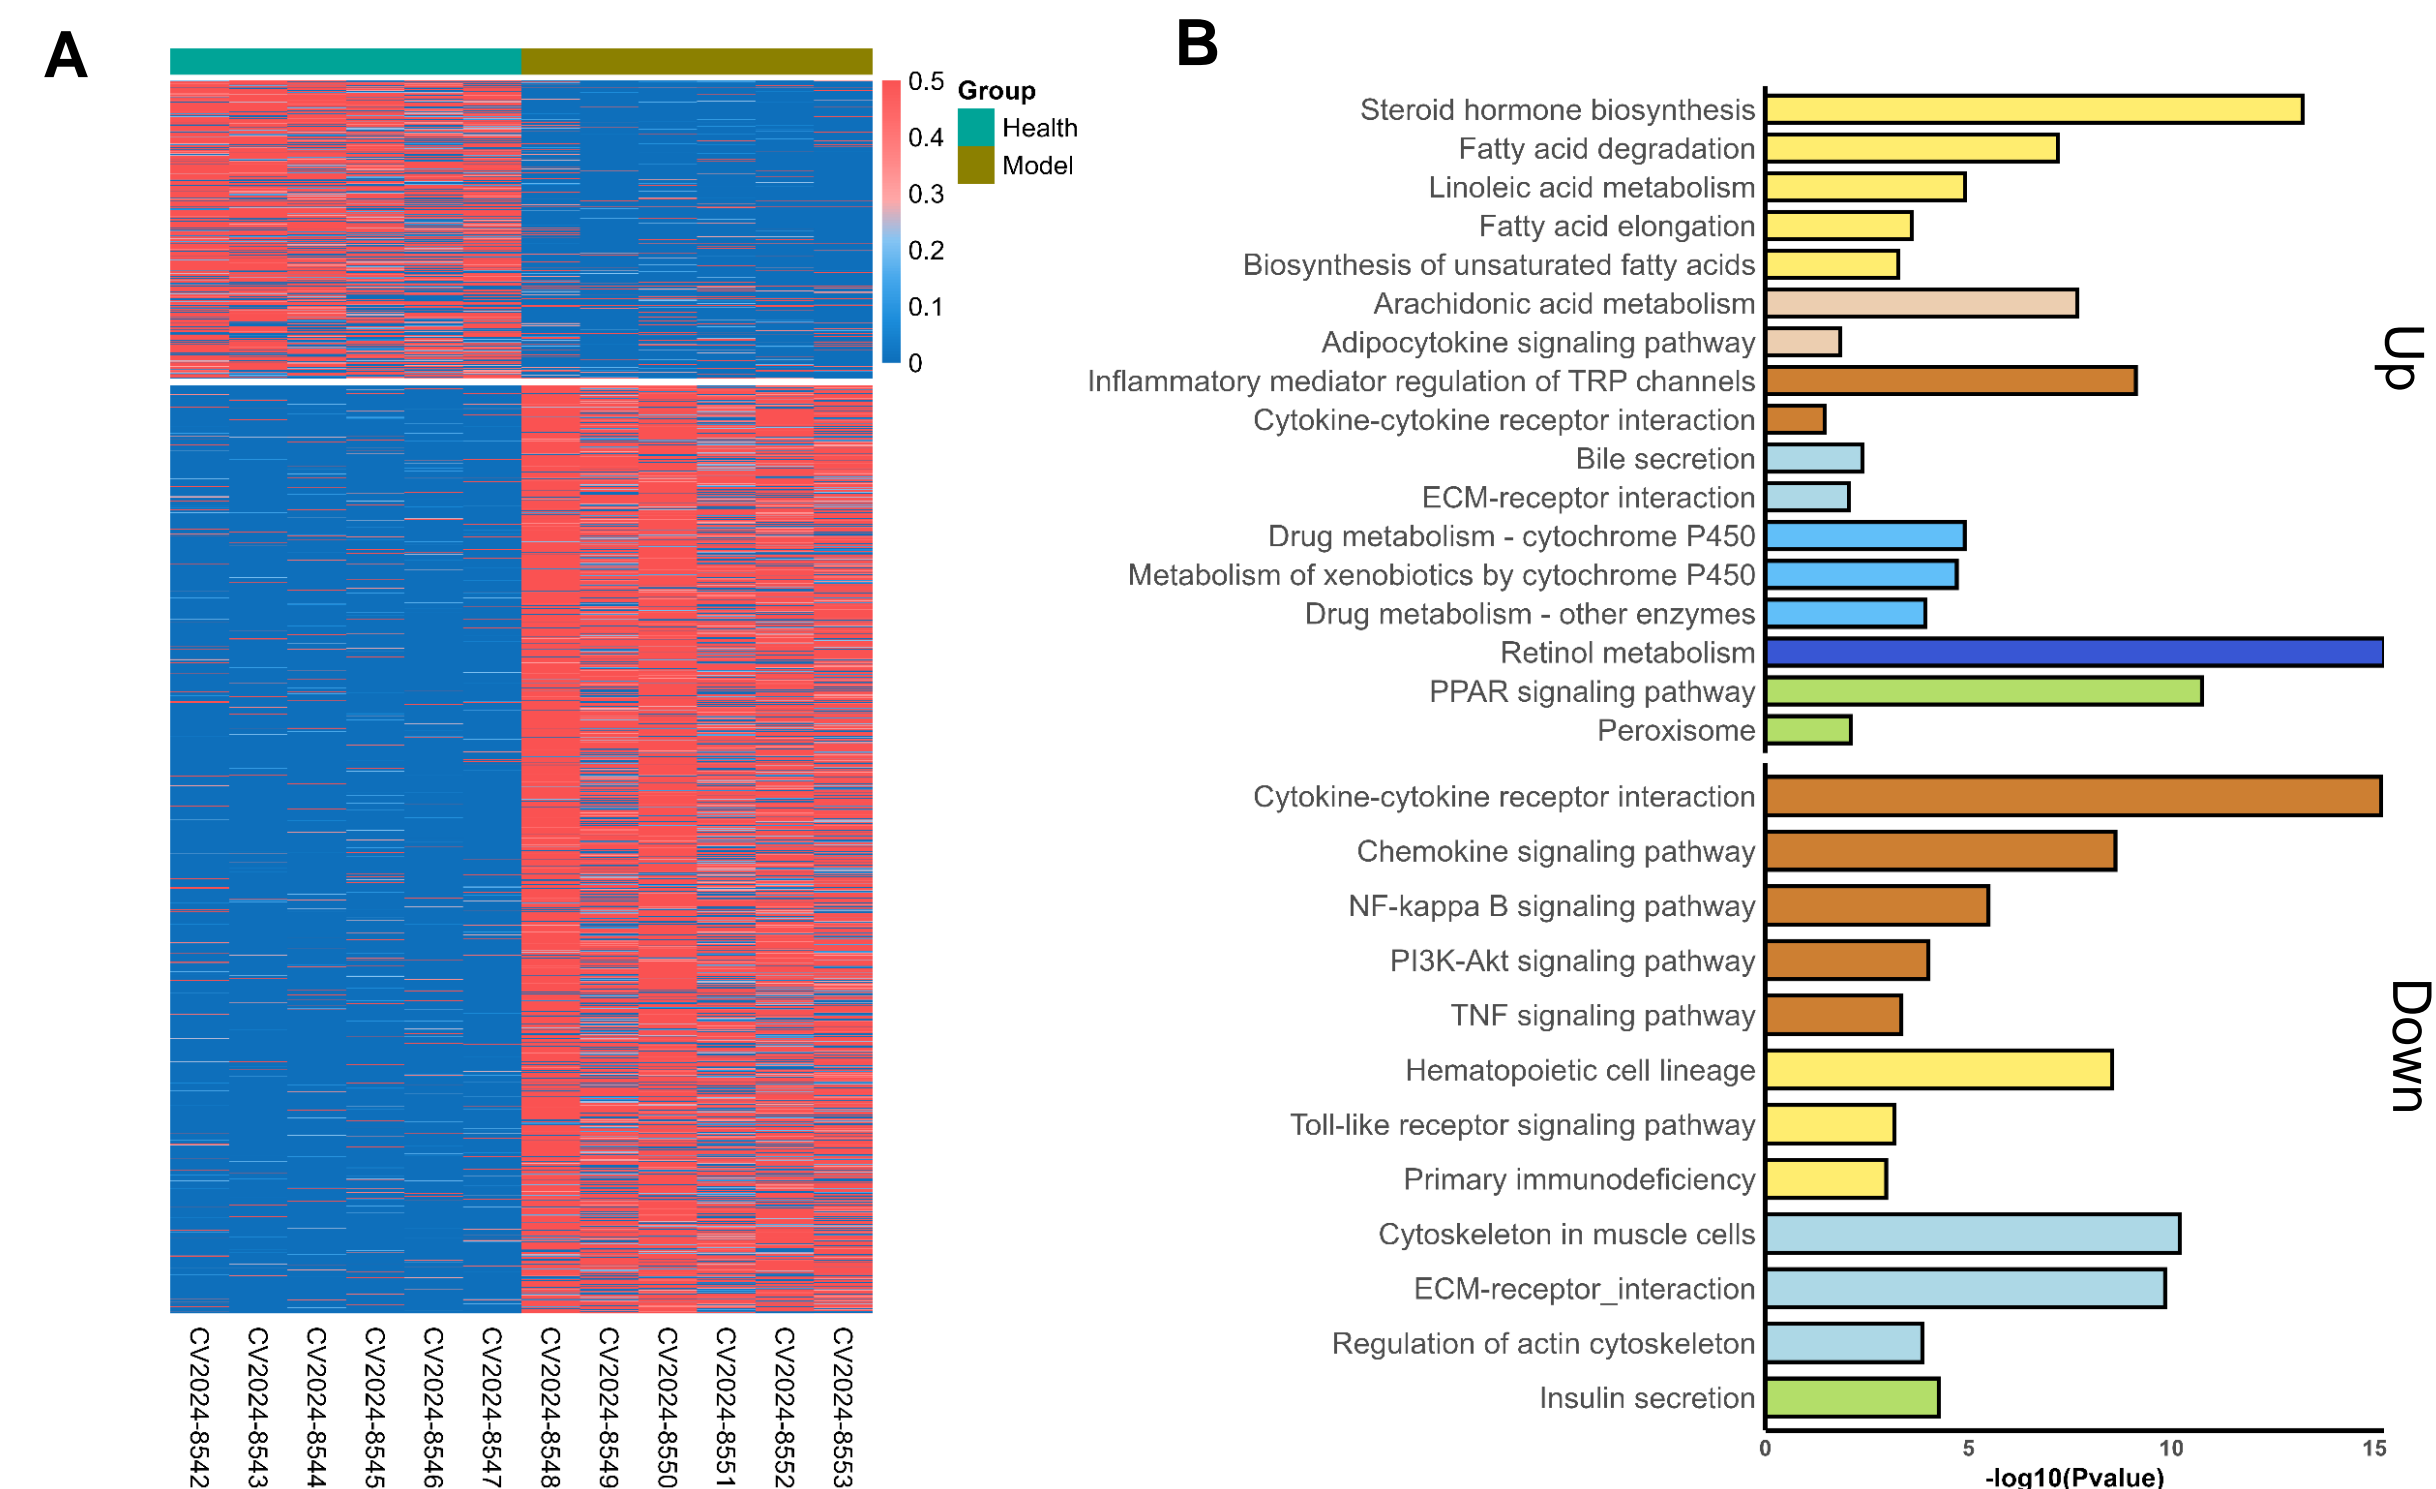 A
0.5
0.4
0.3
0.2
0.1
0
Group
Health
Model
CV2024-8542
CV2024-8543
CV2024-8544
CV2024-8545
CV2024-8546
CV2024-8547
CV2024-8548
CV2024-8549
CV2024-8550
CV2024-8551
CV2024-8552
CV2024-8553
B
Steroid hormone biosynthesis
Fatty acid degradation
Linoleic acid metabolism
Fatty acid elongation
Biosynthesis of unsaturated fatty acids
Arachidonic acid metabolism
Adipocytokine signaling pathway
Inflammatory mediator regulation of TRP channels
Cytokine-cytokine receptor interaction
Bile secretion
ECM-receptor interaction
Drug metabolism - cytochrome P450
Metabolism of xenobiotics by cytochrome P450
Drug metabolism - other enzymes
Retinol metabolism
PPAR signaling pathway
Peroxisome
Up
Cytokine-cytokine receptor interaction
Chemokine signaling pathway
NF-kappa B signaling pathway
PI3K-Akt signaling pathway
TNF signaling pathway
Hematopoietic cell lineage
Toll-like receptor signaling pathway
Primary immunodeficiency
Cytoskeleton in muscle cells
ECM-receptor_interaction
Regulation of actin cytoskeleton
Insulin secretion
Down
0 5 10 15
-log10(Pvalue)